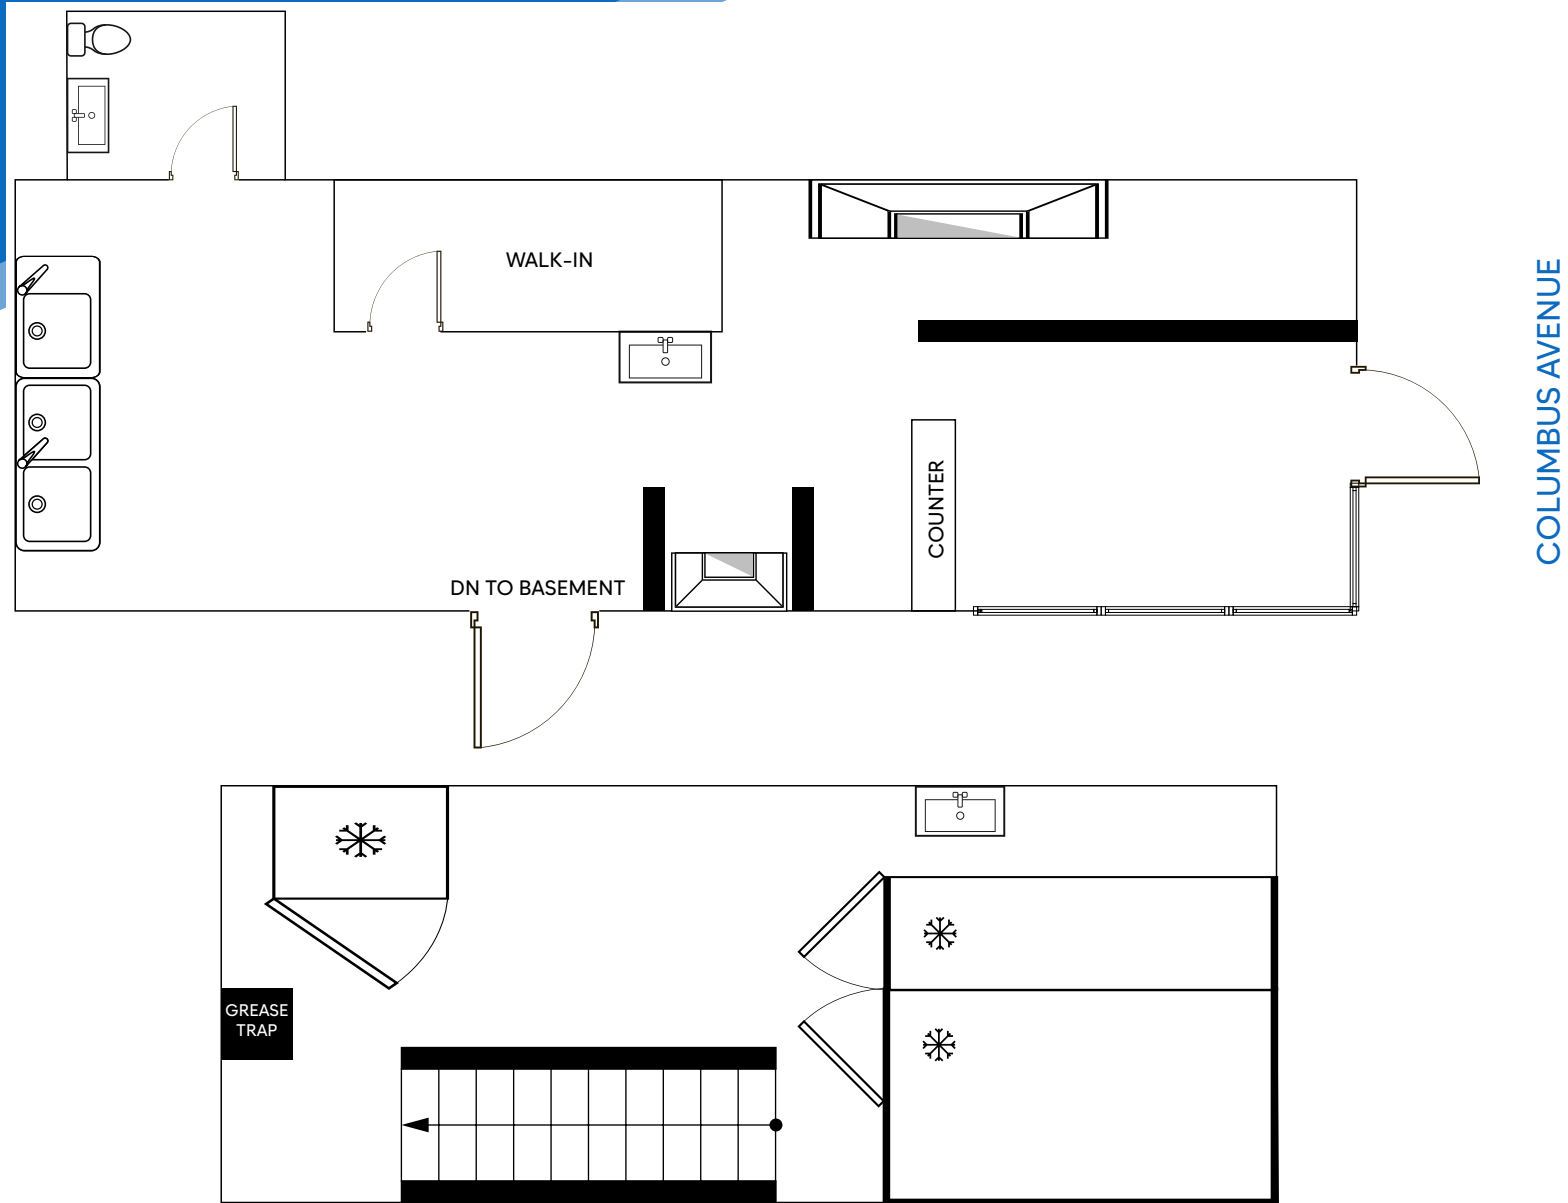 WALK-IN
COLUMBUS AVENUE
COUNTER
DN TO BASEMENT
GREASE
TRAP